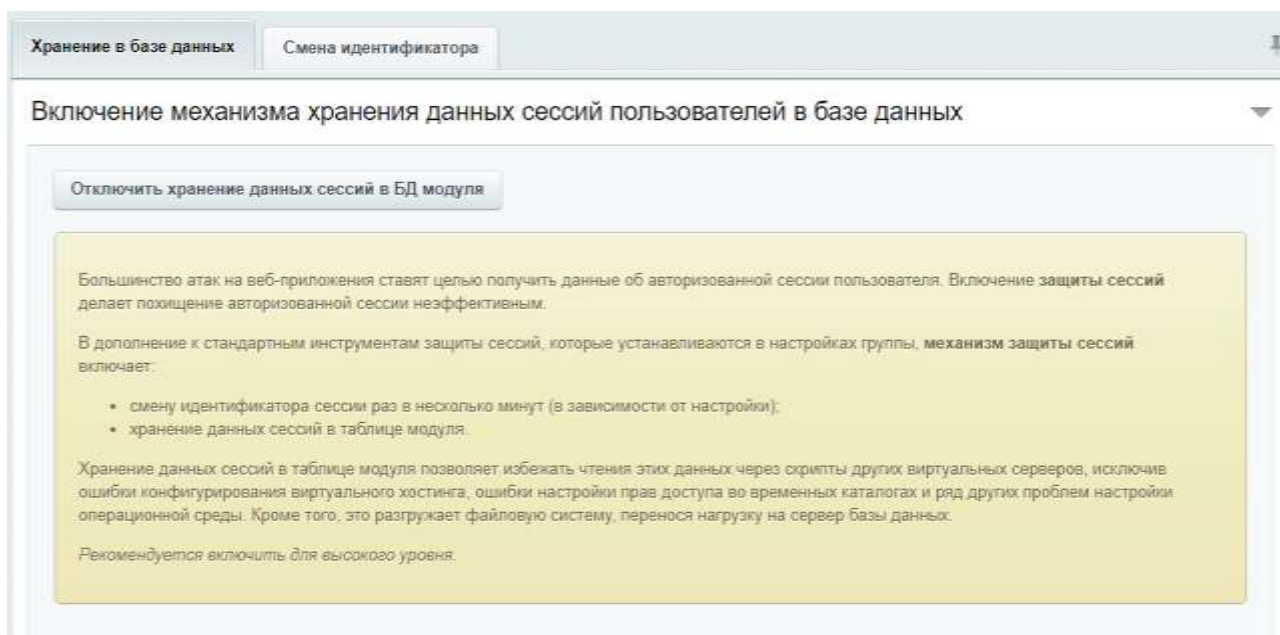 Хранение в базе данных Смена идентификатора
Включение механизма хранения данных сессий пользователей в базе данных
Отключить хранение данных сессий в БД модуля
Большинство атак на веб-приложения ставят целью получить данные об авторизованной сессии пользователя. Включение защиты сессий
делает похищение авторизованной сессии неэффективным.
В дополнение к стандартным инструментам защиты сессий, которые устанавливаются в настройках группы, механизм защиты сессий
включает:
• смену идентификатора сессии раз в несколько минут (в зависимости от настройки);
• хранение данных сессий в таблице модуля.
Хранение данных сессий в таблице модуля позволяет избежать чтения этих данных через скрипты других виртуальных серверов, исключив
ошибки конфигурирования виртуального хостинга, ошибки настройки прав доступа во временных каталогах и ряд других проблем настройки
операционной среды. Кроме того, это разгружает файловую систему, перенося нагрузку на сервер базы данных.
Рекомендуется включить для высокого уровня.